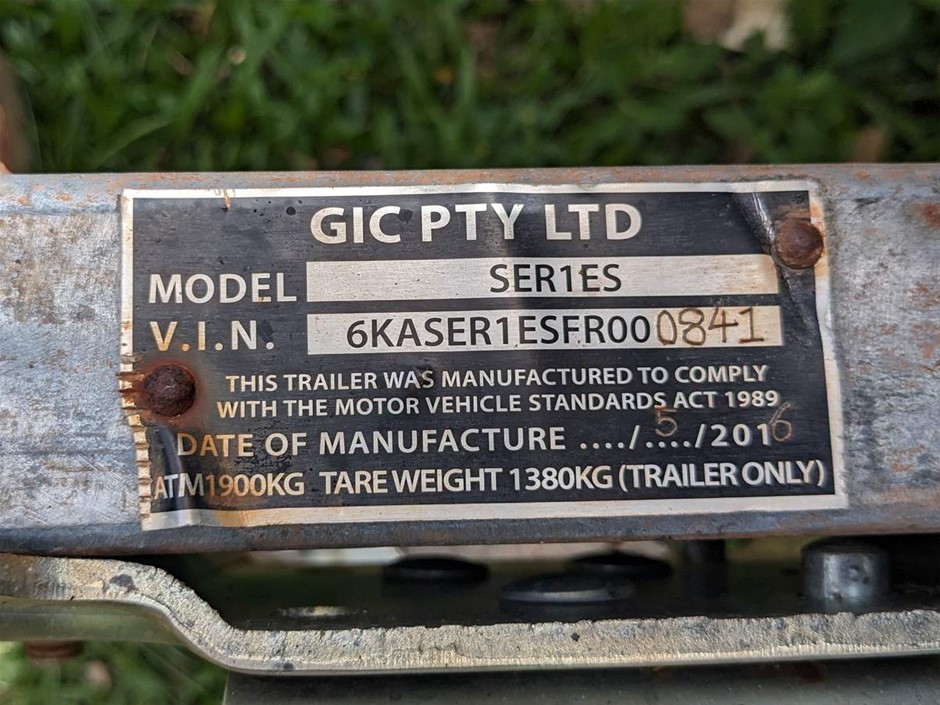 GIC PTY LTD
MODEL SER1ES
V.I.N. 6KASER1ESFR000841
THIS TRAILER WAS MANUFACTURED TO COMPLY
WITH THE MOTOR VEHICLE STANDARDS ACT 1989
DATE OF MANUFACTURE ..../.5.../2016
ATM1900KG TARE WEIGHT 1380KG (TRAILER ONLY)